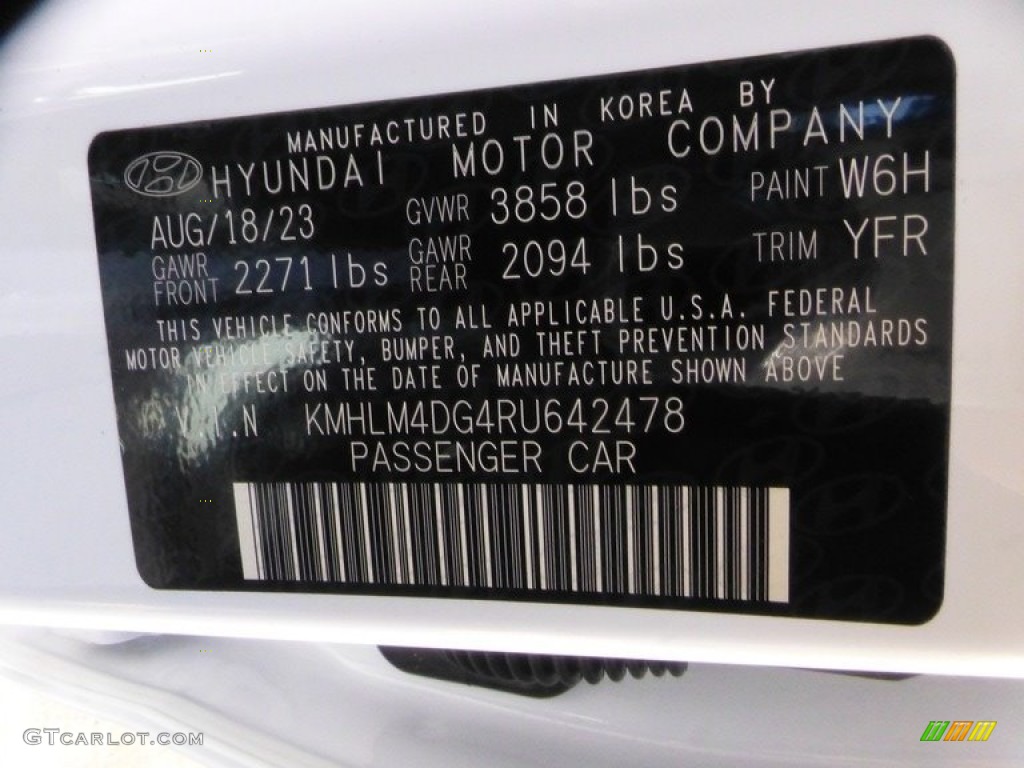 MANUFACTURED IN KOREA BY
HYUNDAI MOTOR COMPANY
AUG/18/23 GVWR 3858 lbs PAINT W6H
GAWR FRONT 2271 lbs GAWR REAR 2094 lbs TRIM YFR
THIS VEHICLE CONFORMS TO ALL APPLICABLE U.S.A. FEDERAL
MOTOR VEHICLE SAFETY, BUMPER, AND THEFT PREVENTION STANDARDS
IN EFFECT ON THE DATE OF MANUFACTURE SHOWN ABOVE
V.I.N KMHLM4DG4RU642478
PASSENGER CAR
GTCARLOT.COM